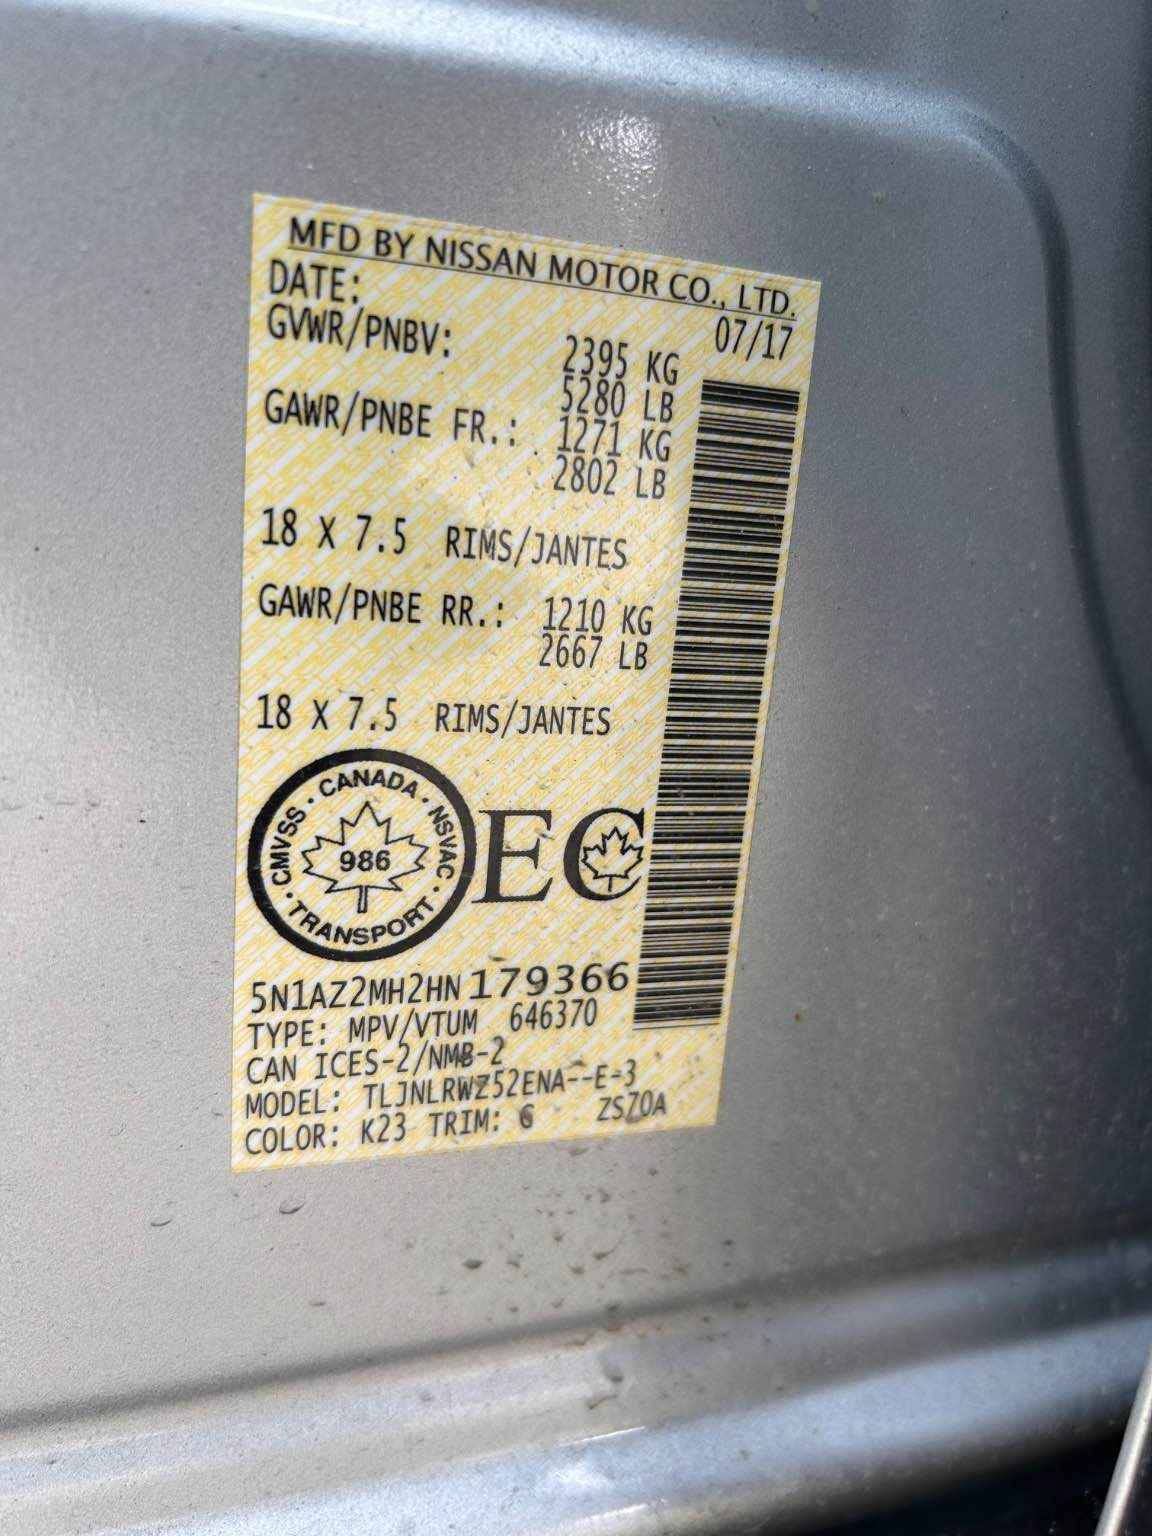 MFD BY NISSAN MOTOR CO., LTD.
DATE: 07/17
GVWR/PNBV: 2395 KG
5280 LB
GAWR/PNBE FR.: 1271 KG
2802 LB
18 X 7.5 RIMS/JANTES
GAWR/PNBE RR.: 1210 KG
2667 LB
18 X 7.5 RIMS/JANTES
CMVSS · CANADA · NSVAC · TRANSPORT ·
986
EC
5N1AZ2MH2HN179366
TYPE: MPV/VTUM 646370
CAN ICES-2/NMB-2
MODEL: TLJNLRWZ52ENA--E-3
COLOR: K23 TRIM: G ZSZ0A